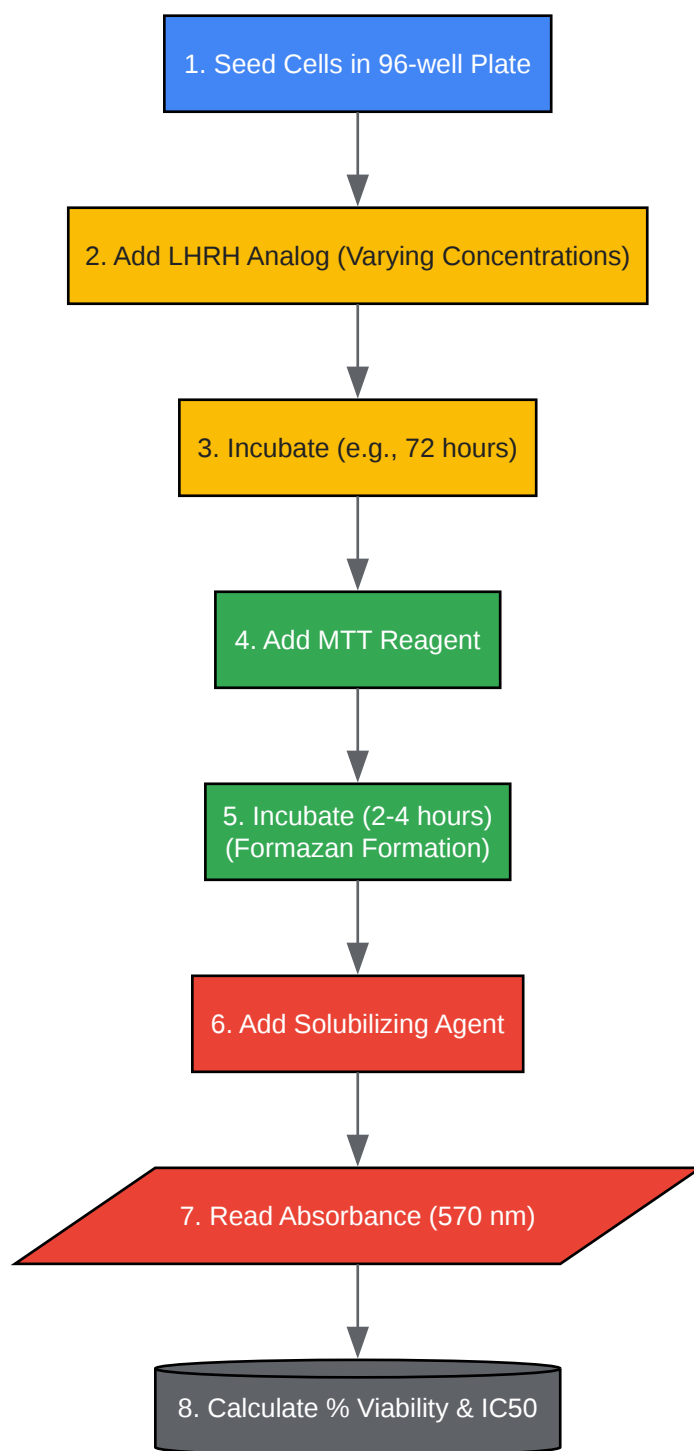 1. Seed Cells in 96-well Plate
2. Add LHRH Analog (Varying Concentrations)
3. Incubate (e.g., 72 hours)
4. Add MTT Reagent
5. Incubate (2-4 hours)
(Formazan Formation)
6. Add Solubilizing Agent
7. Read Absorbance (570 nm)
8. Calculate % Viability & IC50